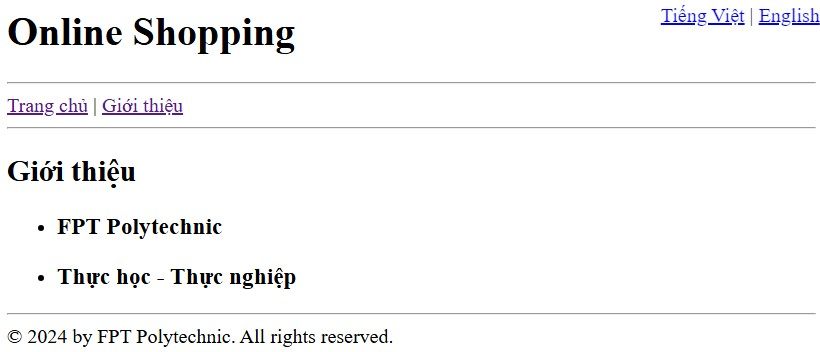 Online Shopping
Tiếng Việt | English
Trang chủ | Giới thiệu
Giới thiệu
• FPT Polytechnic
• Thực học - Thực nghiệp
© 2024 by FPT Polytechnic. All rights reserved.